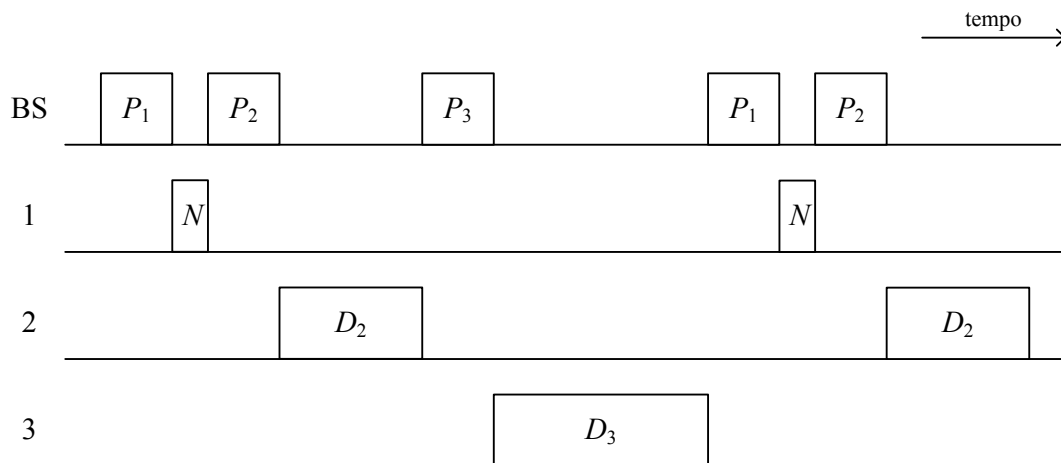 tempo
BS P₁ P₂ P₃ P₁ P₂
1 N N
2 D₂ D₂
3 D₃